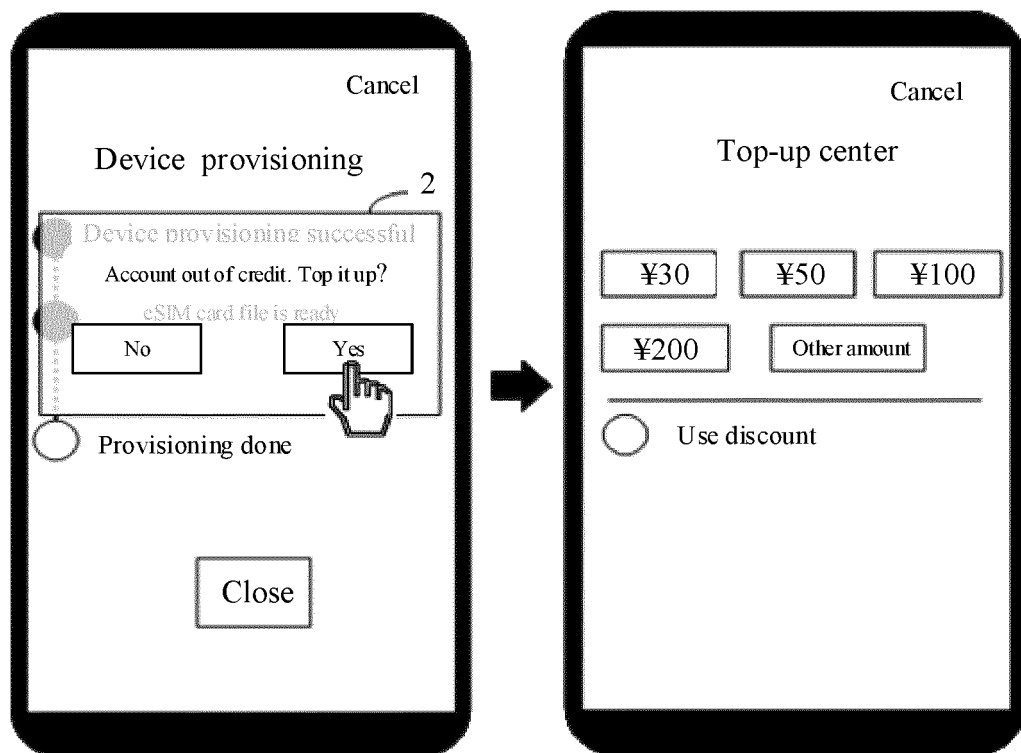 Cancel
Device provisioning
2
Device provisioning successful
Account out of credit. Top it up?
eSIM card file is ready
No
Yes
Provisioning done
Close
Cancel
Top-up center
¥30 ¥50 ¥100
¥200 Other amount
Use discount